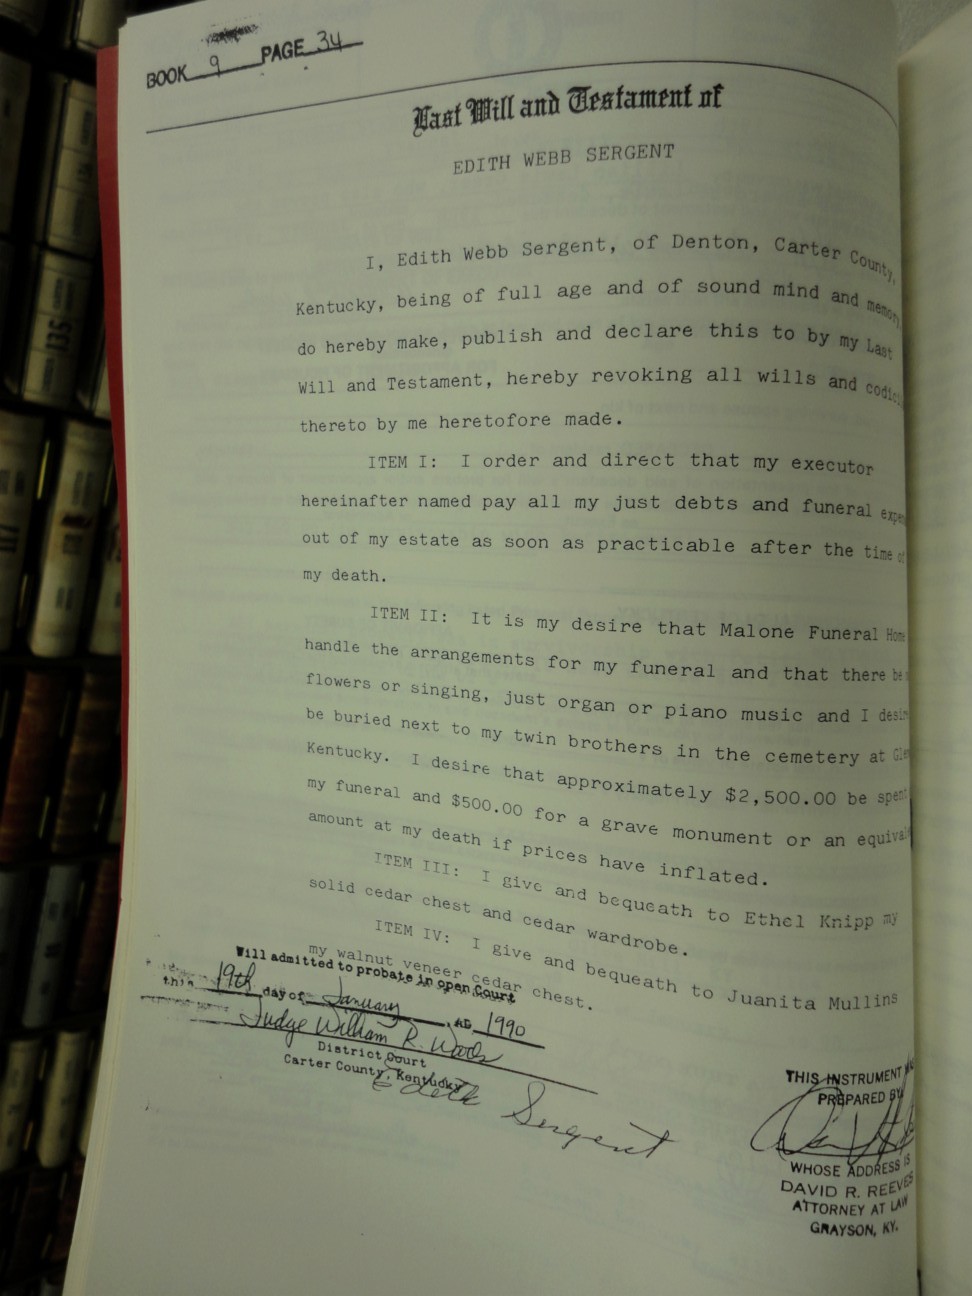 BOOK 9 PAGE 34
Last Will and Testament of
EDITH WEBB SERGENT
I, Edith Webb Sergent, of Denton, Carter County,
Kentucky, being of full age and of sound mind and memory,
do hereby make, publish and declare this to by my Last
Will and Testament, hereby revoking all wills and codici
thereto by me heretofore made.
ITEM I: I order and direct that my executor
hereinafter named pay all my just debts and funeral expe
out of my estate as soon as practicable after the time of
my death.
ITEM II: It is my desire that Malone Funeral Home
handle the arrangements for my funeral and that there be
flowers or singing, just organ or piano music and I desire
be buried next to my twin brothers in the cemetery at Gle
Kentucky. I desire that approximately $2,500.00 be spent
my funeral and $500.00 for a grave monument or an equival
amount at my death if prices have inflated.
ITEM III: I give and bequeath to Ethel Knipp my
solid cedar chest and cedar wardrobe.
ITEM IV: I give and bequeath to Juanita Mullins
my walnut veneer cedar chest.
Will admitted to probate in open Court
this 19th day of January, AD 1990
Judge William R. Woods
District Court
Carter County, Kentucky
Edith Sergent
THIS INSTRUMENT
PREPARED BY
WHOSE ADDRESS IS
DAVID R. REEVES
ATTORNEY AT LAW
GRAYSON, KY.
135
117